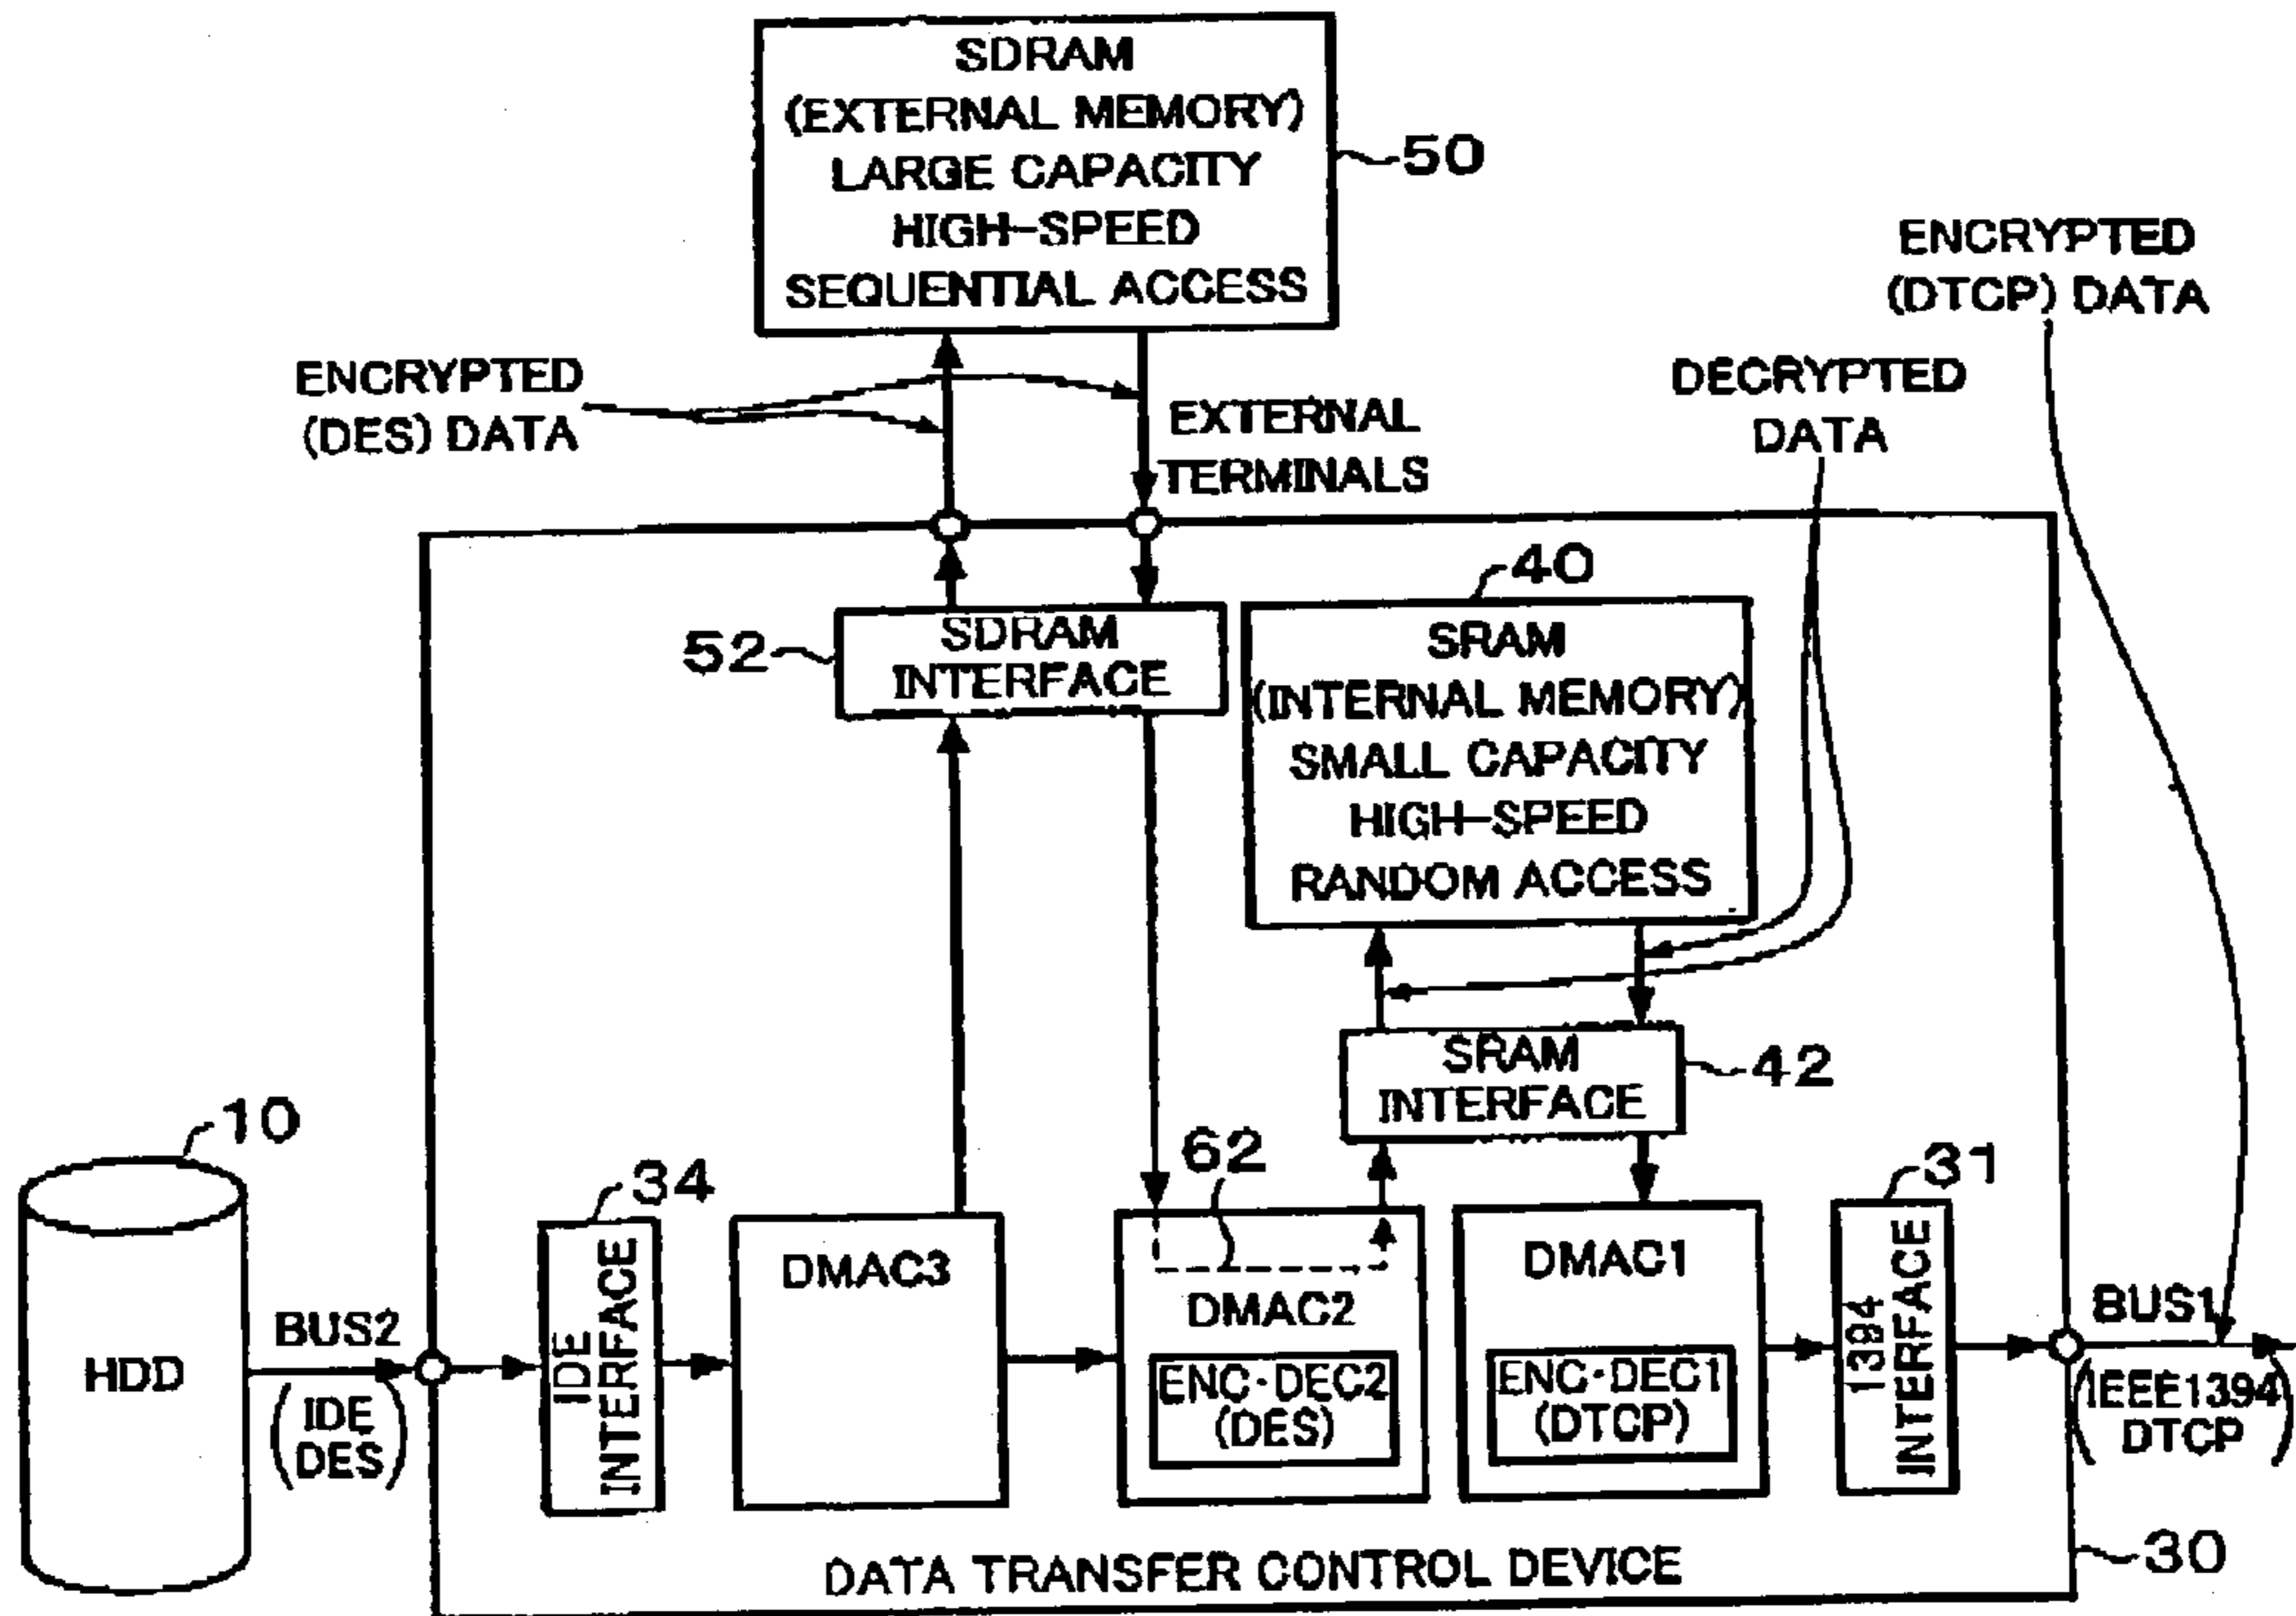 SDRAM
(EXTERNAL MEMORY)
LARGE CAPACITY
HIGH-SPEED
SEQUENTIAL ACCESS
50
ENCRYPTED
(DTCP) DATA
ENCRYPTED
(DES) DATA
DECRYPTED
DATA
EXTERNAL
TERMINALS
40
52
SDRAM
INTERFACE
SRAM
(INTERNAL MEMORY)
SMALL CAPACITY
HIGH-SPEED
RANDOM ACCESS
SRAM
INTERFACE
42
10
34
62
31
HDD
BUS2
(IDE
DES)
IDE
INTERFACE
DMAC3
DMAC2
ENC·DEC2
(DES)
DMAC1
ENC·DEC1
(DTCP)
1394
INTERFACE
BUS1
(IEEE1394
DTCP)
30
DATA TRANSFER CONTROL DEVICE